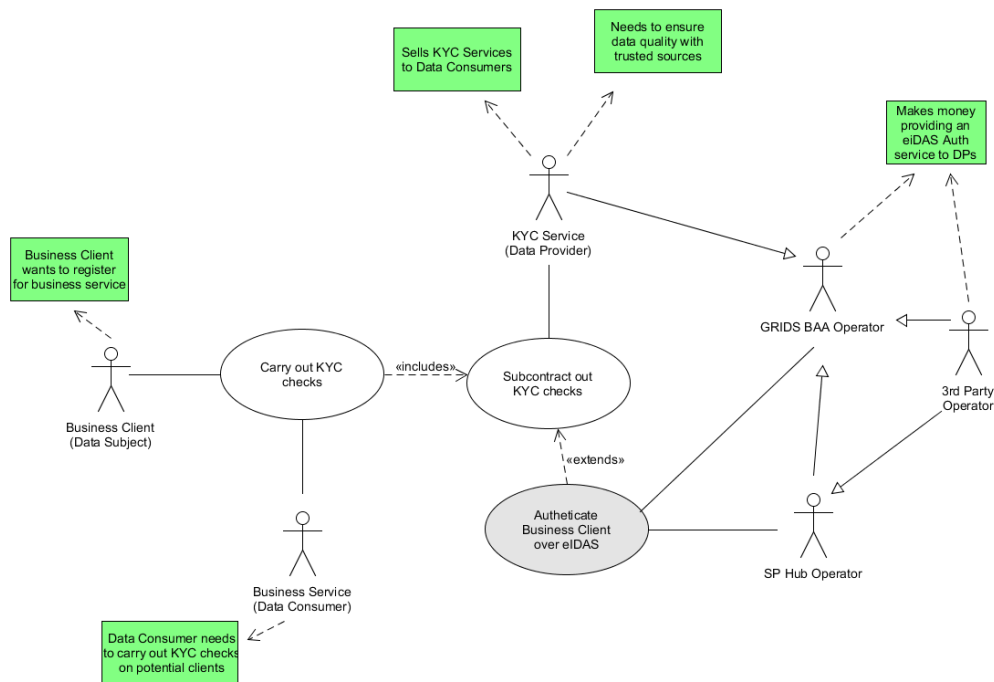 Needs to ensure
data quality with
trusted sources
Sells KYC Services
to Data Consumers
Makes money
providing an
eiDAS Auth
service to DPs
KYC Service
(Data Provider)
Business Client
wants to register
for business service
GRIDS BAA Operator
Carry out KYC
checks
«includes»
Subcontract out
KYC checks
3rd Party
Operator
Business Client
(Data Subject)
«extends»
Autheticate
Business Client
over eIDAS
SP Hub Operator
Business Service
(Data Consumer)
Data Consumer needs
to carry out KYC checks
on potential clients